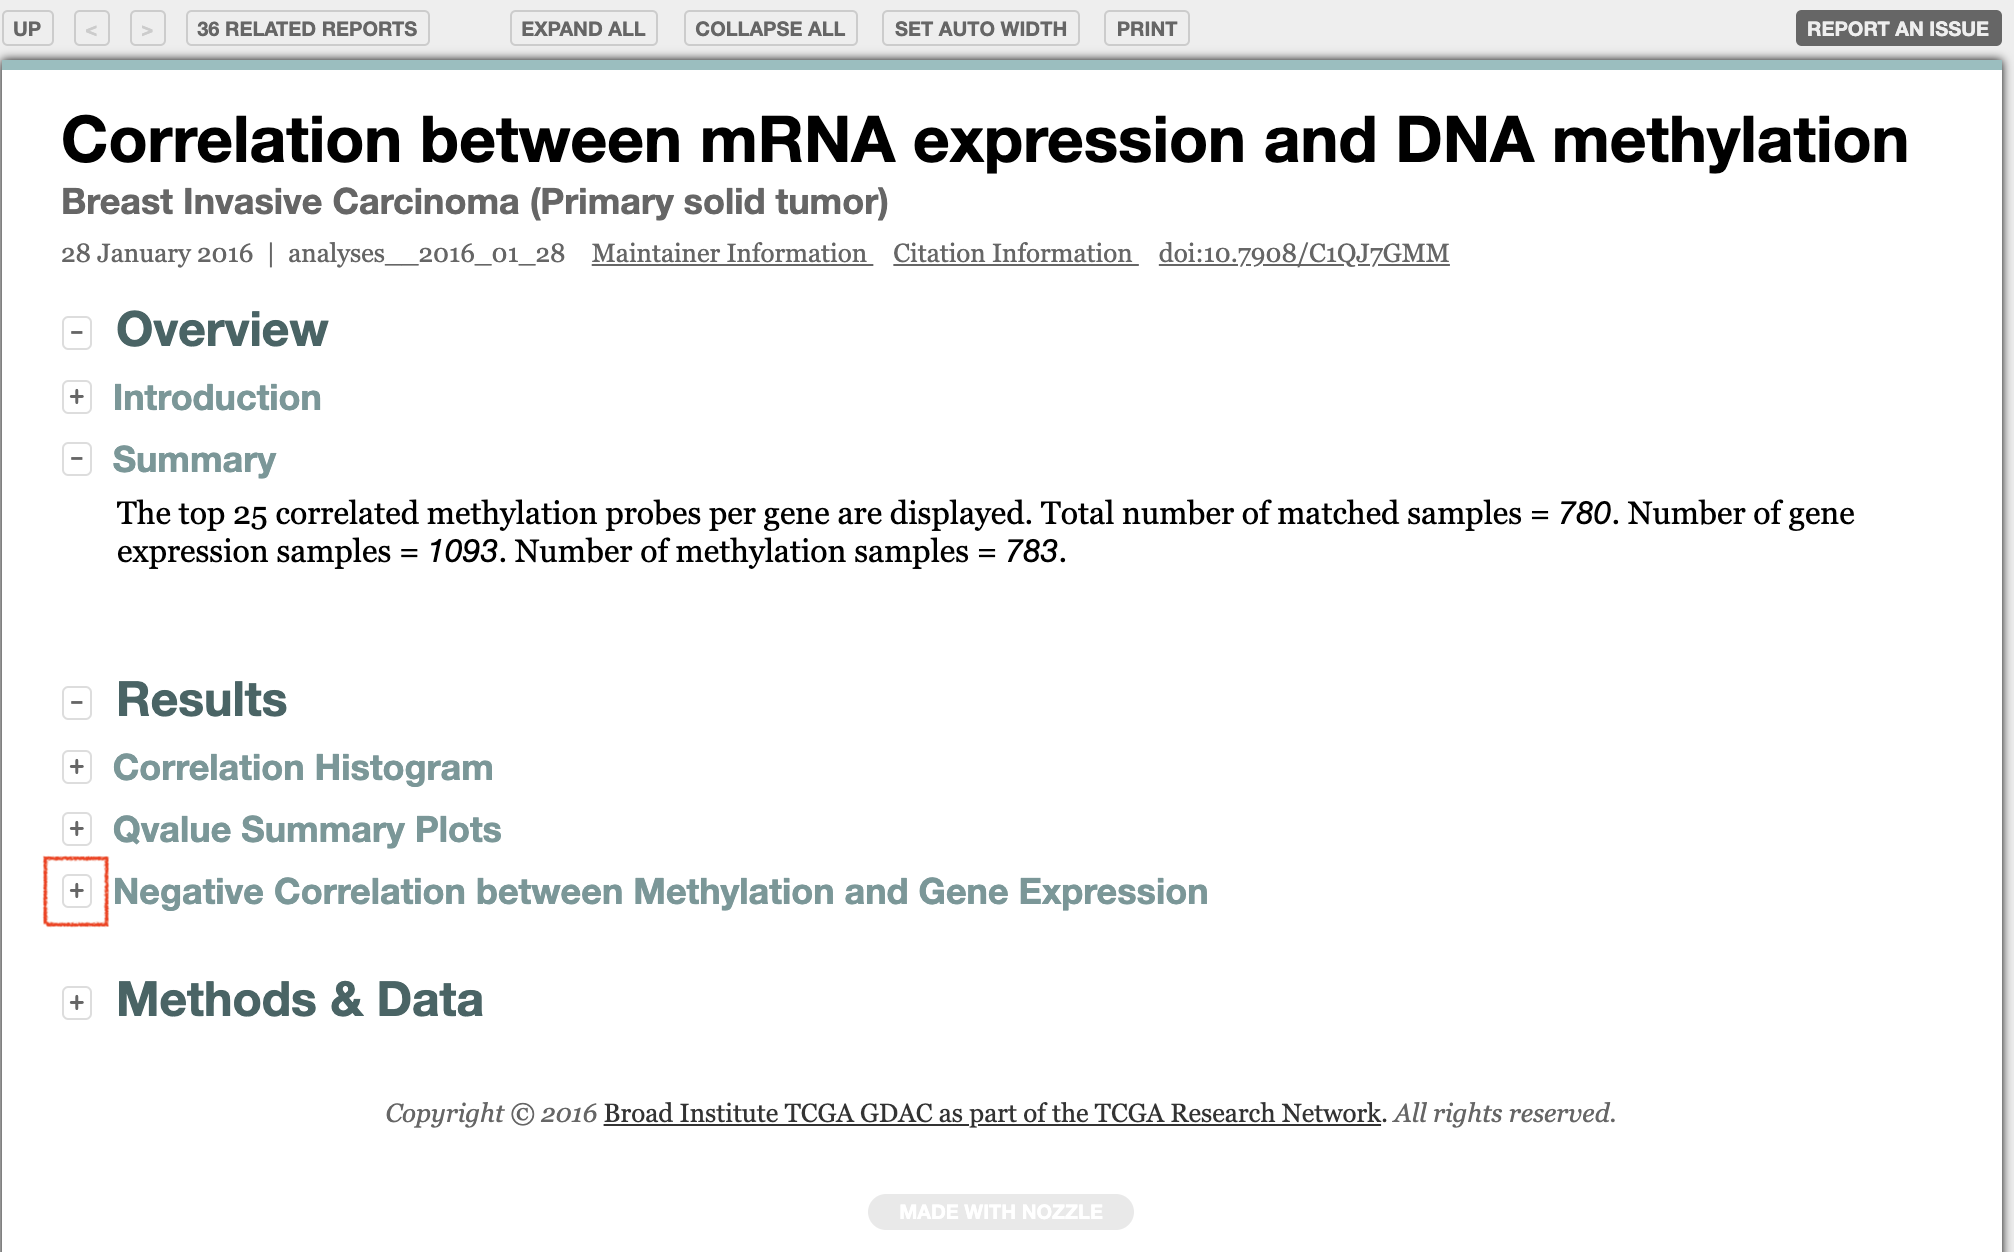 UP < > 36 RELATED REPORTS EXPAND ALL COLLAPSE ALL SET AUTO WIDTH PRINT REPORT AN ISSUE
Correlation between mRNA expression and DNA methylation
Breast Invasive Carcinoma (Primary solid tumor)
28 January 2016 | analyses__2016_01_28 Maintainer Information Citation Information doi:10.7908/C1QJ7GMM
− Overview
+ Introduction
− Summary
The top 25 correlated methylation probes per gene are displayed. Total number of matched samples = 780. Number of gene
expression samples = 1093. Number of methylation samples = 783.
− Results
+ Correlation Histogram
+ Qvalue Summary Plots
+ Negative Correlation between Methylation and Gene Expression
+ Methods & Data
Copyright © 2016 Broad Institute TCGA GDAC as part of the TCGA Research Network. All rights reserved.
MADE WITH NOZZLE